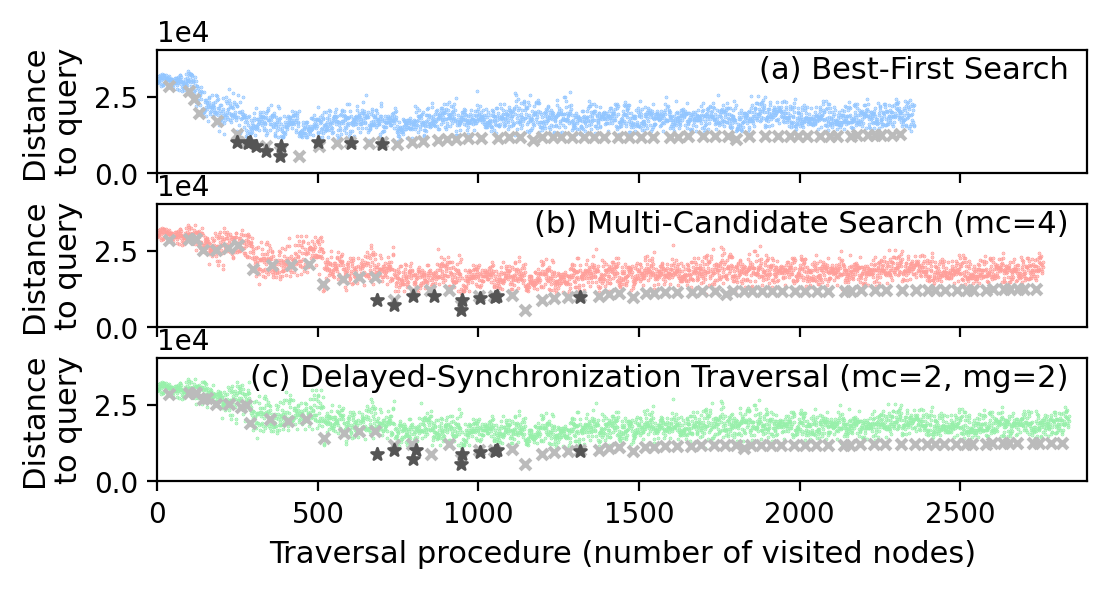 1e4
(a) Best-First Search
Distance
to query
2.5
0.0
1e4
(b) Multi-Candidate Search (mc=4)
Distance
to query
2.5
0.0
1e4
(c) Delayed-Synchronization Traversal (mc=2, mg=2)
Distance
to query
2.5
0.0
0 500 1000 1500 2000 2500
Traversal procedure (number of visited nodes)